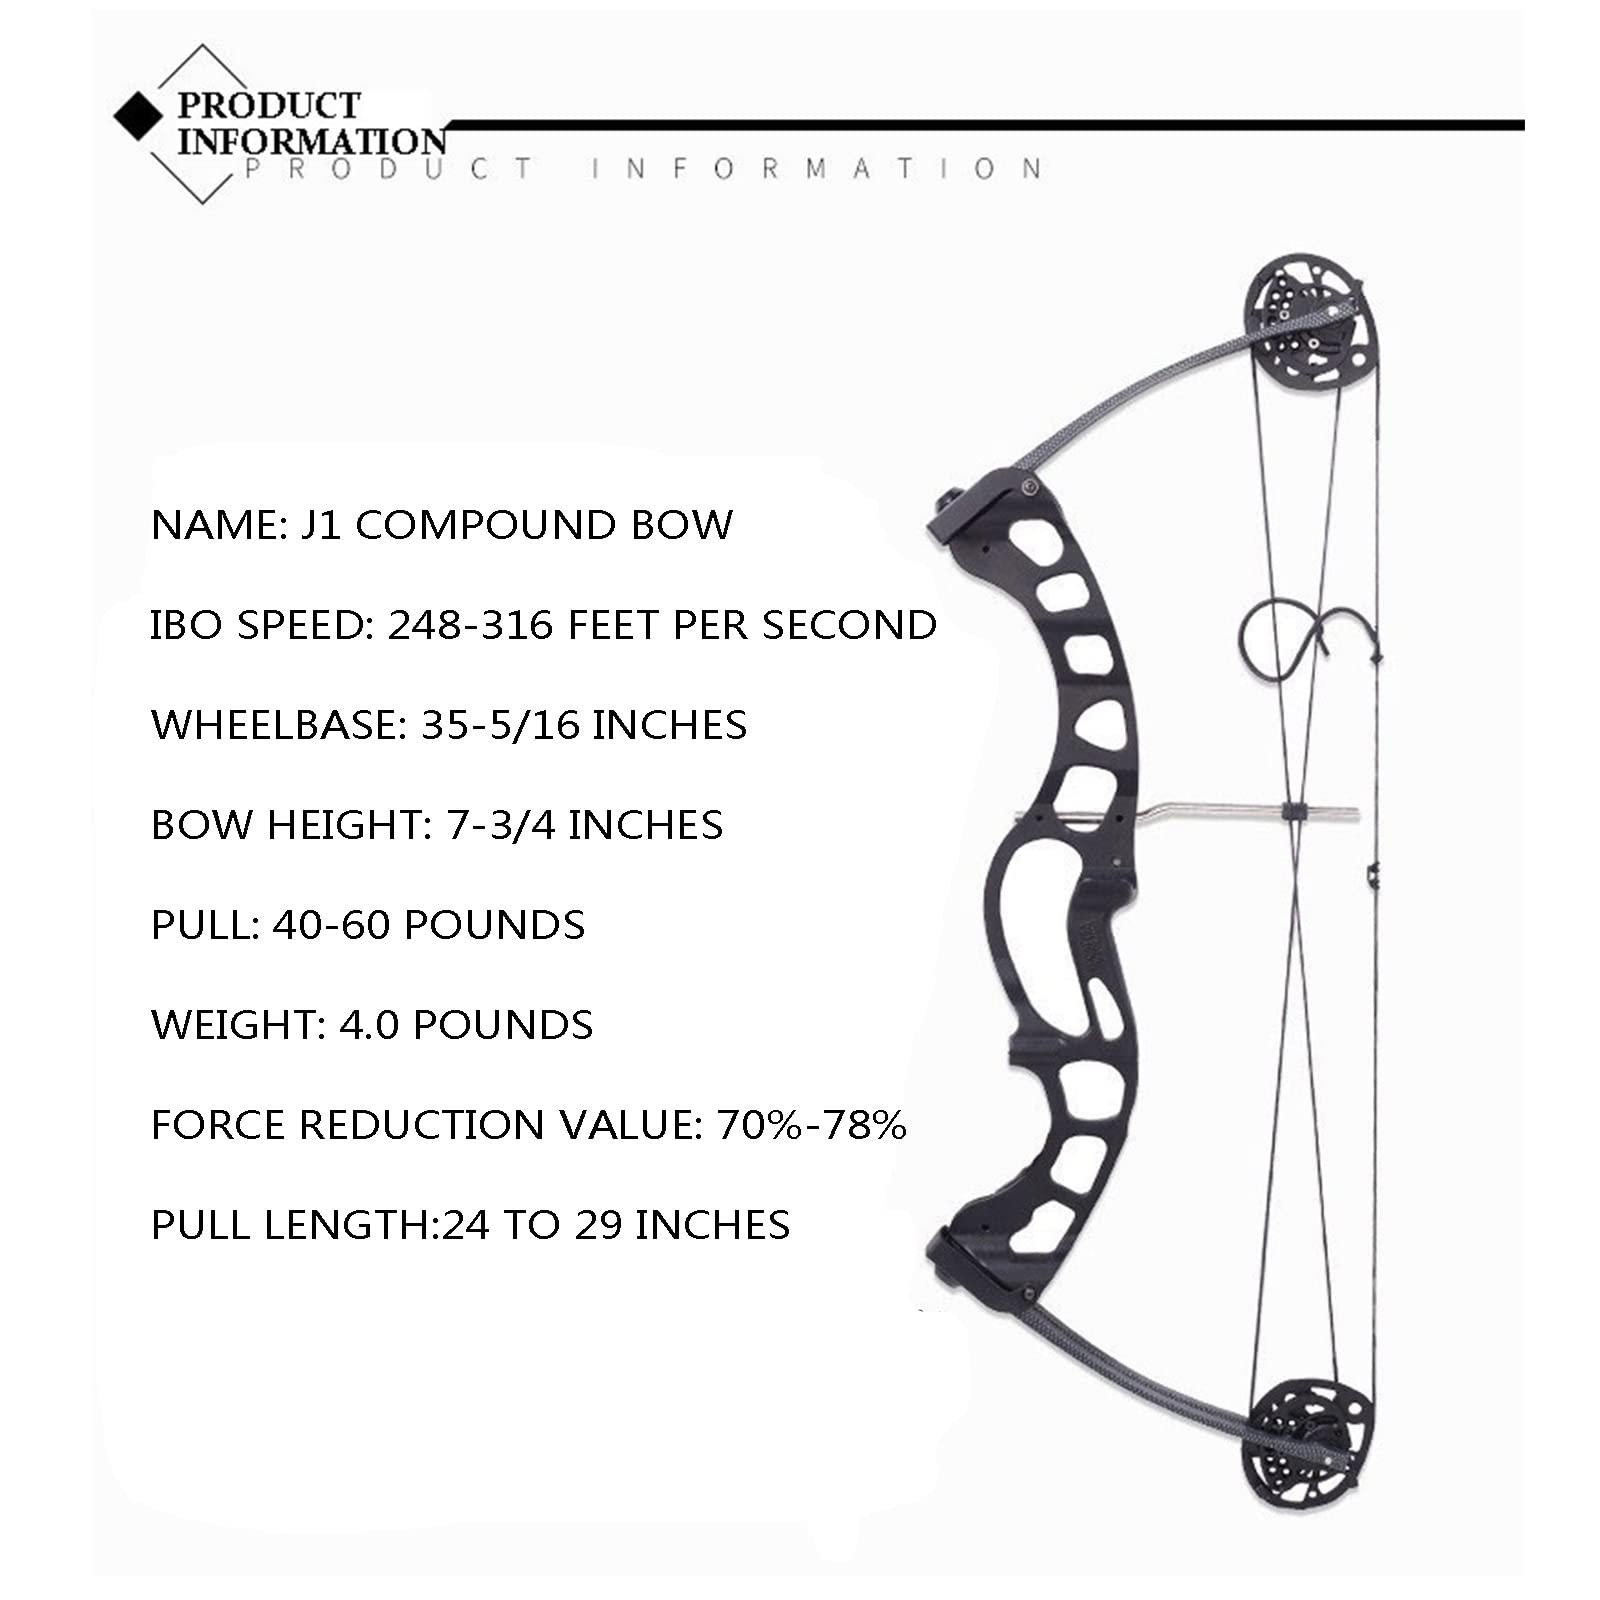 PRODUCT
INFORMATION
PRODUCT INFORMATION
NAME: J1 COMPOUND BOW
IBO SPEED: 248-316 FEET PER SECOND
WHEELBASE: 35-5/16 INCHES
BOW HEIGHT: 7-3/4 INCHES
PULL: 40-60 POUNDS
WEIGHT: 4.0 POUNDS
FORCE REDUCTION VALUE: 70%-78%
PULL LENGTH:24 TO 29 INCHES